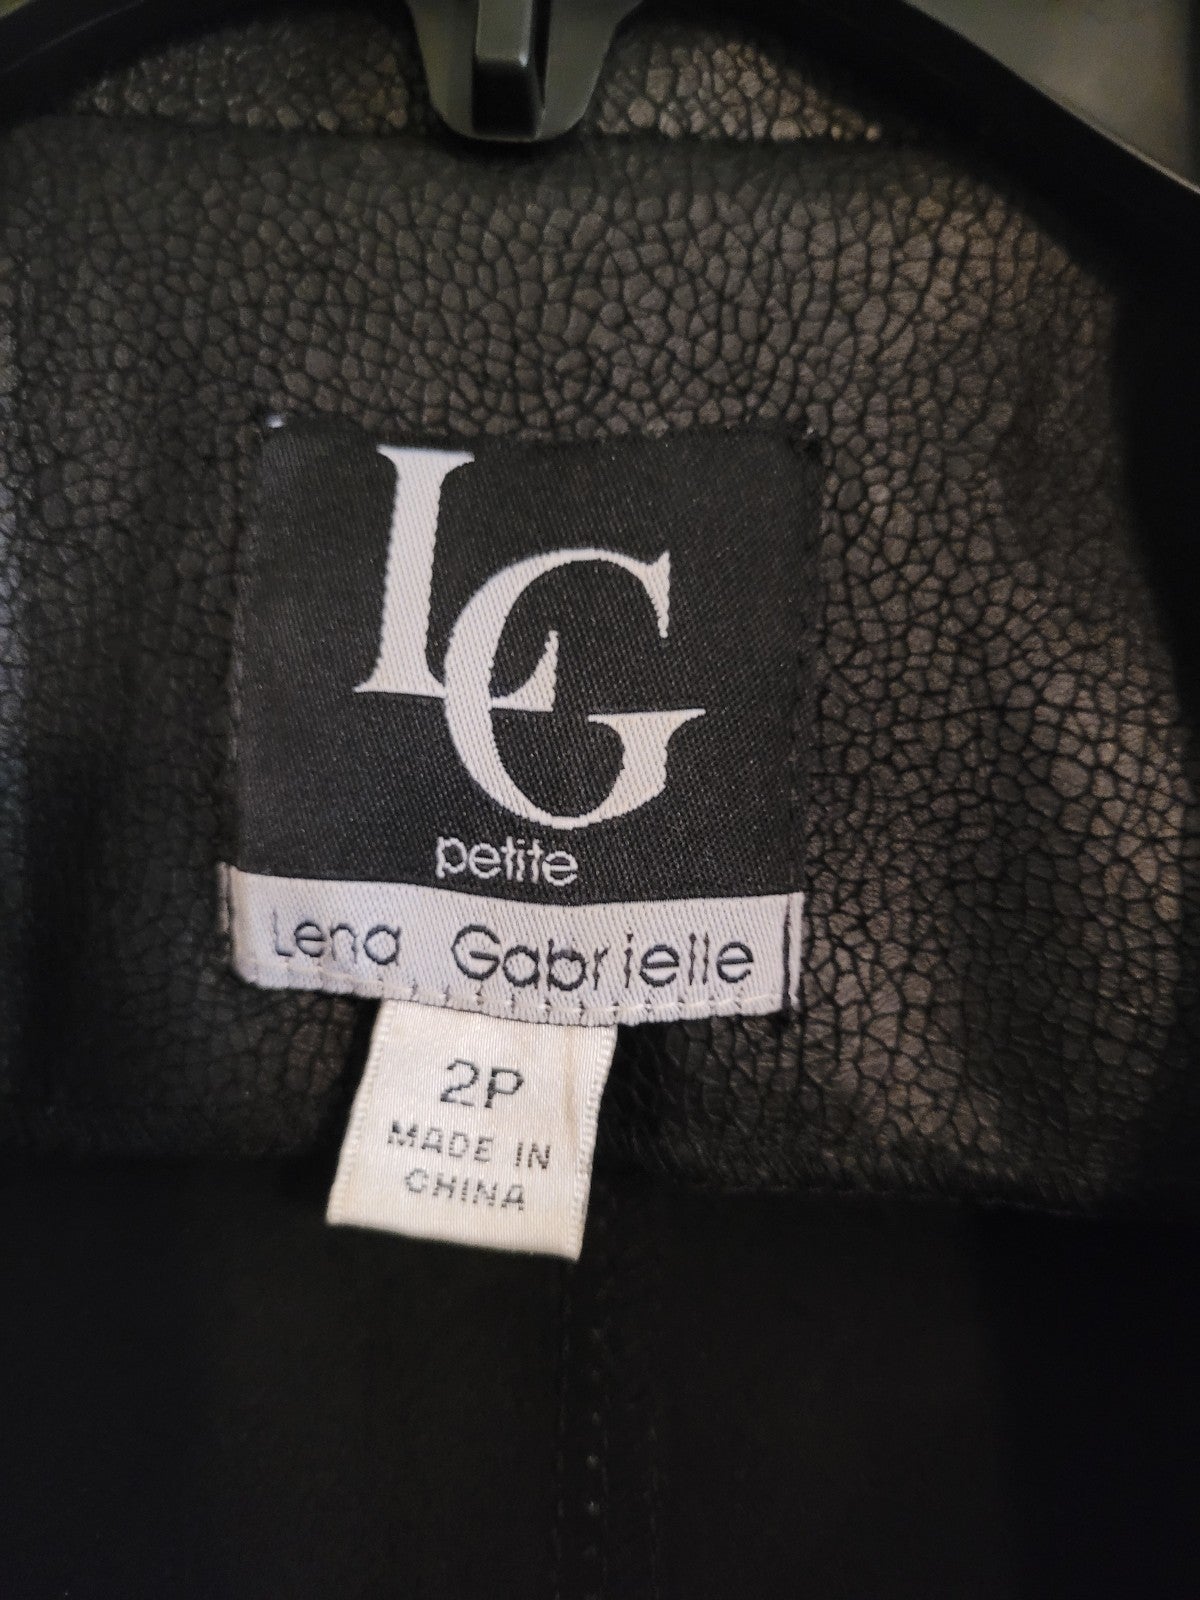 LG
petite
Lena Gabrielle
2P
MADE IN
CHINA